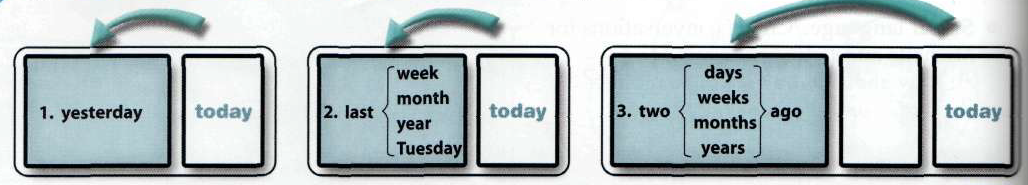 1. yesterday
today
2. last
week
month
year
Tuesday
today
3. two
days
weeks
months
years
ago
today